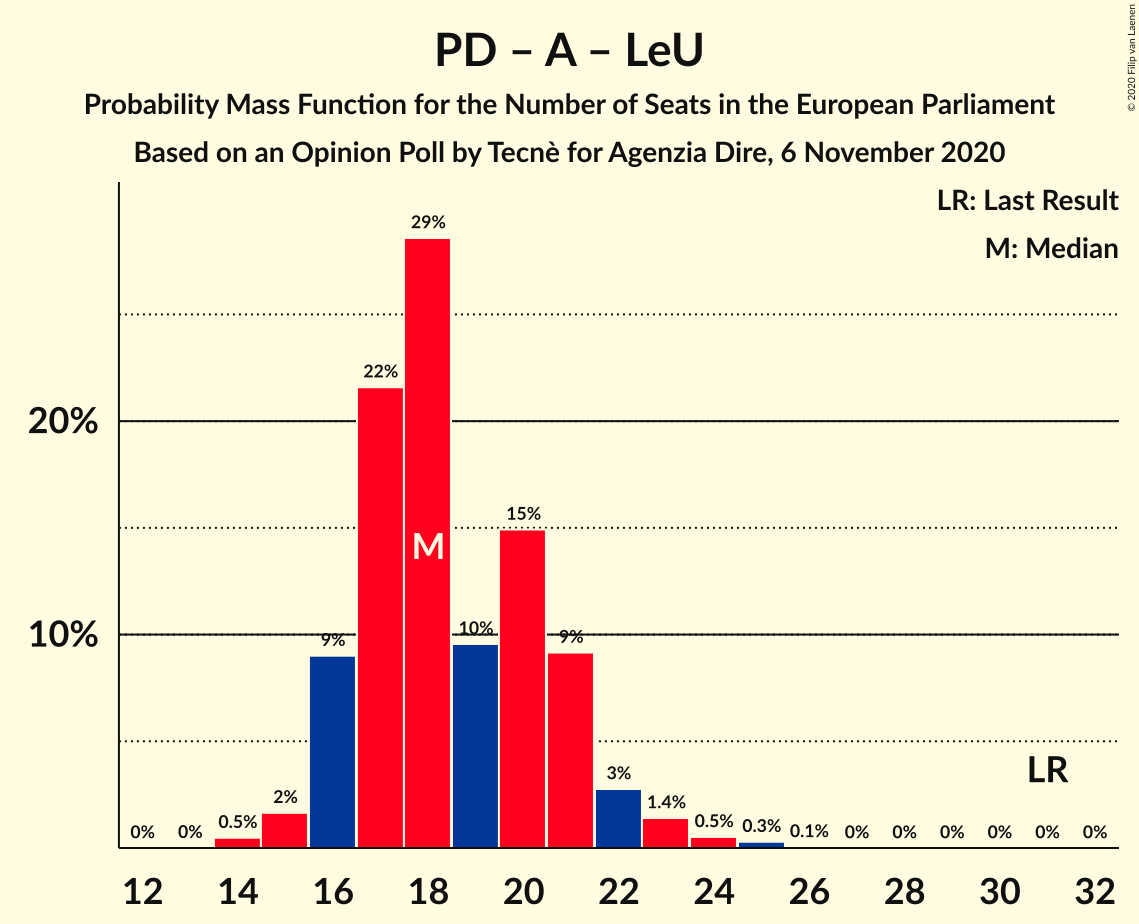 PD – A – LeU
Probability Mass Function for the Number of Seats in the European Parliament
Based on an Opinion Poll by Tecnè for Agenzia Dire, 6 November 2020
© 2020 Filip van Laenen
LR: Last Result
M: Median
20%
10%
0% 0% 0.5% 2% 9% 22% 29% 10% 15% 9% 3% 1.4% 0.5% 0.3% 0.1% 0% 0% 0% 0% 0% 0%
M
LR
12 14 16 18 20 22 24 26 28 30 32